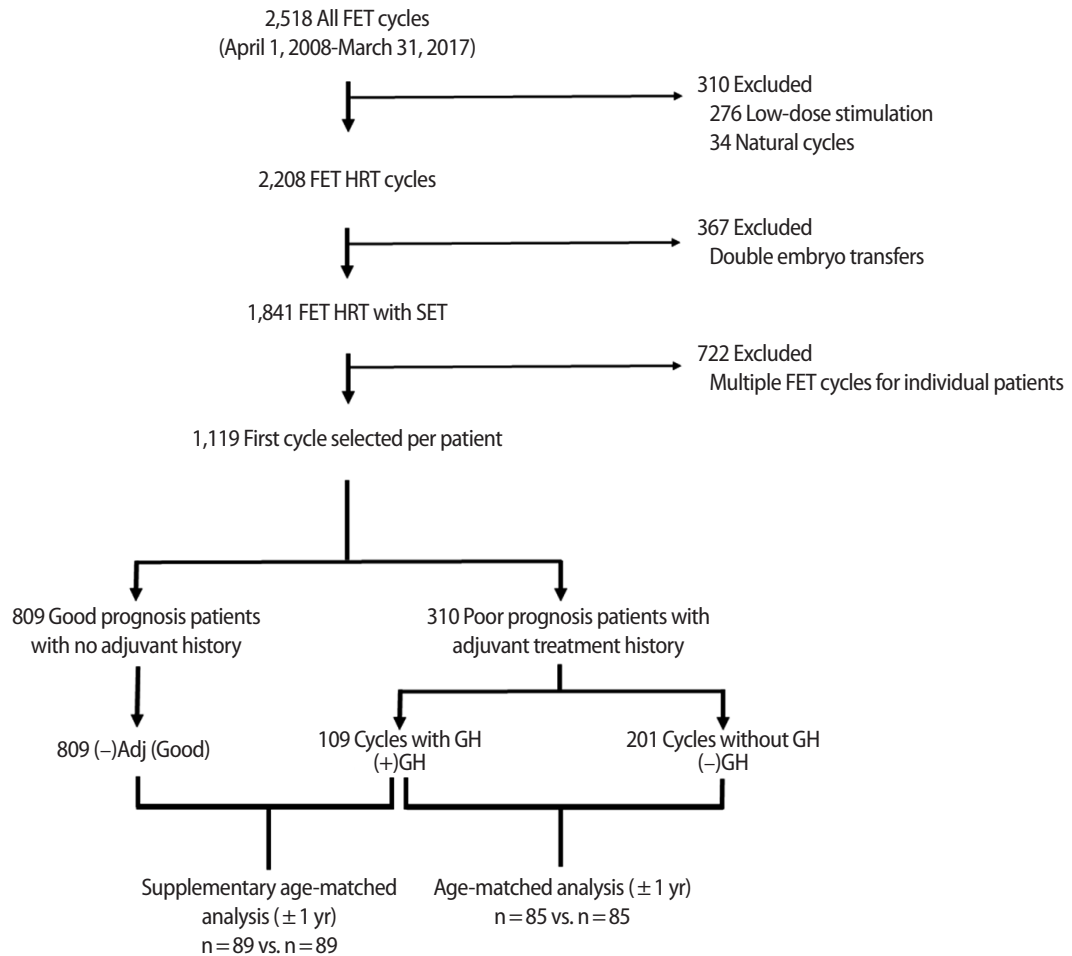 2,518 All FET cycles
(April 1, 2008-March 31, 2017)
310 Excluded
276 Low-dose stimulation
34 Natural cycles
2,208 FET HRT cycles
367 Excluded
Double embryo transfers
1,841 FET HRT with SET
722 Excluded
Multiple FET cycles for individual patients
1,119 First cycle selected per patient
809 Good prognosis patients
with no adjuvant history
310 Poor prognosis patients with
adjuvant treatment history
809 (–)Adj (Good)
109 Cycles with GH
(+)GH
201 Cycles without GH
(–)GH
Supplementary age-matched
analysis (±1 yr)
n=89 vs. n=89
Age-matched analysis (±1 yr)
n=85 vs. n=85